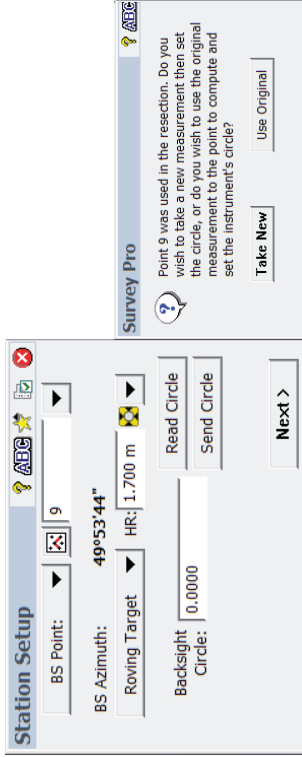 Station Setup
? ABC
BS Point:
9
BS Azimuth:
49°53'44"
Roving Target
HR:
1.700 m
Backsight
Circle:
0.0000
Read Circle
Send Circle
Next >
Survey Pro
? ABC
Point 9 was used in the resection. Do you
wish to take a new measurement then set
the circle, or do you wish to use the original
measurement to the point to compute and
set the instrument's circle?
Take New
Use Original